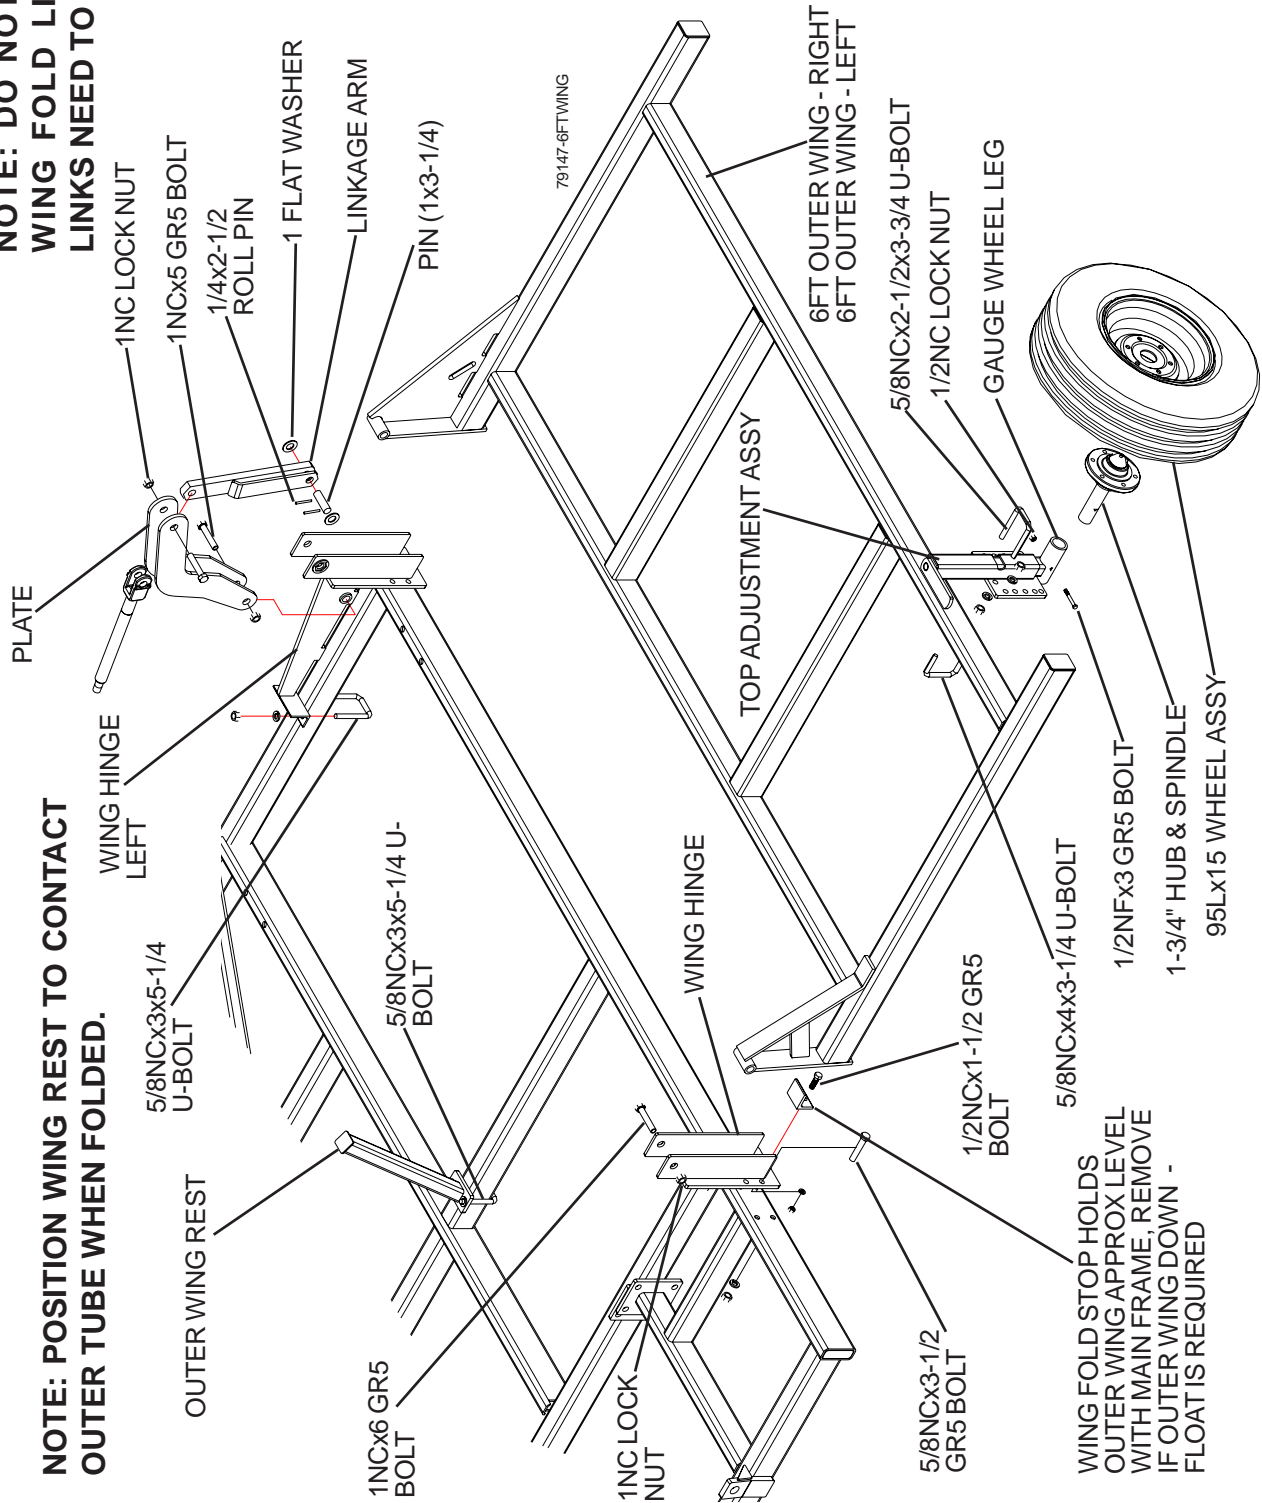 NOTE: POSITION WING REST TO CONTACT
OUTER TUBE WHEN FOLDED.
NOTE: DO NOT
WING FOLD LI
LINKS NEED TO
PLATE
1NC LOCK NUT
1NCx5 GR5 BOLT
1/4x2-1/2
ROLL PIN
1 FLAT WASHER
LINKAGE ARM
PIN (1x3-1/4)
79147-6FTWING
WING HINGE
LEFT
5/8NCx3x5-1/4
U-BOLT
OUTER WING REST
5/8NCx3x5-1/4 U-
BOLT
1NCx6 GR5
BOLT
1NC LOCK
NUT
WING HINGE
TOP ADJUSTMENT ASSY
6FT OUTER WING - RIGHT
6FT OUTER WING - LEFT
5/8NCx2-1/2x3-3/4 U-BOLT
1/2NC LOCK NUT
GAUGE WHEEL LEG
5/8NCx3-1/2
GR5 BOLT
1/2NCx1-1/2 GR5
BOLT
5/8NCx4x3-1/4 U-BOLT
1/2NFx3 GR5 BOLT
1-3/4" HUB & SPINDLE
95Lx15 WHEEL ASSY
WING FOLD STOP HOLDS
OUTER WING APPROX LEVEL
WITH MAIN FRAME, REMOVE
IF OUTER WING DOWN -
FLOAT IS REQUIRED